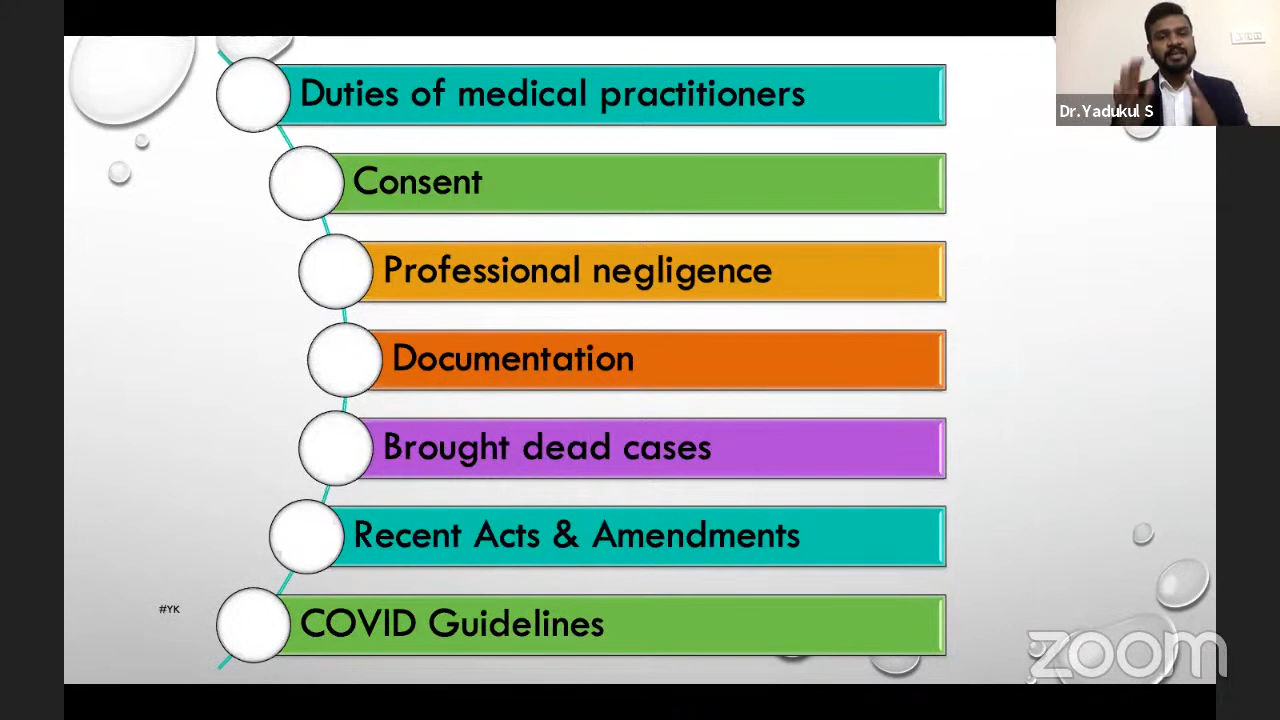 Duties of medical practitioners
Dr.Yadukul S
Consent
Professional negligence
Documentation
Brought dead cases
Recent Acts & Amendments
#YK
COVID Guidelines
zoom